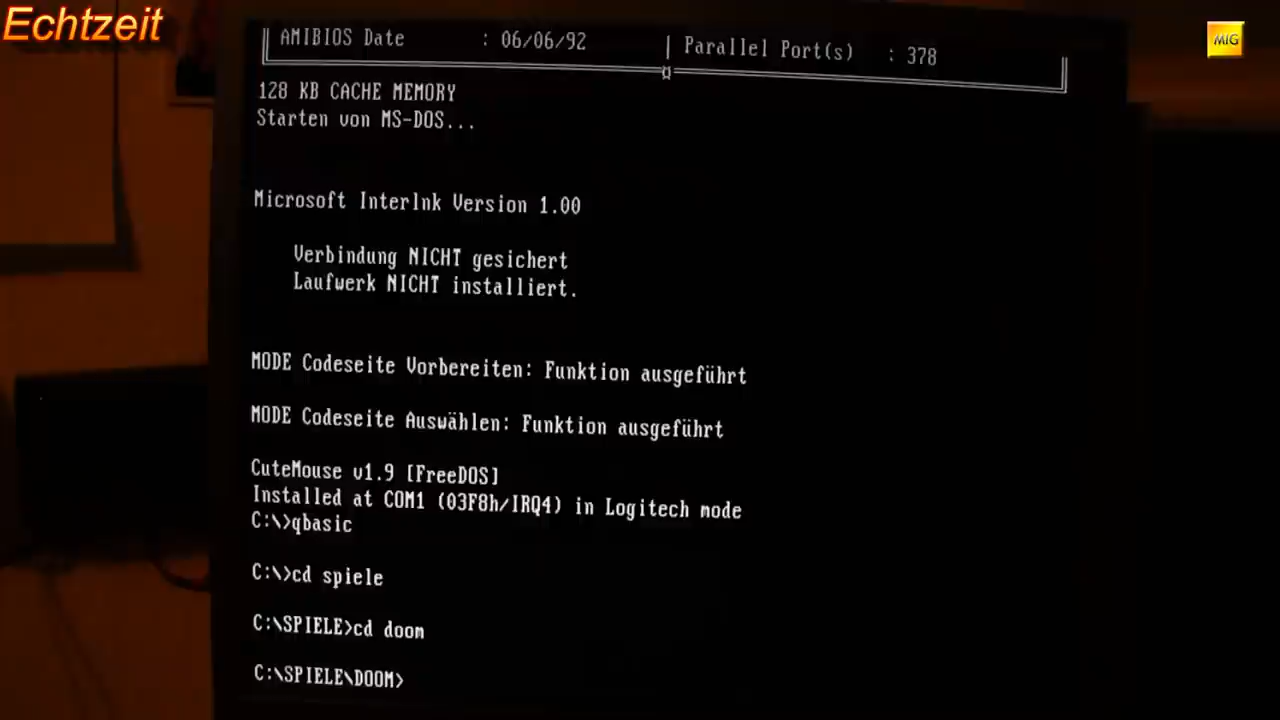 Echtzeit
MIG
AMIBIOS Date : 06/06/92 Parallel Port(s) : 378
128 KB CACHE MEMORY
Starten von MS-DOS...
Microsoft Interlnk Version 1.00
Verbindung NICHT gesichert
Laufwerk NICHT installiert.
MODE Codeseite Vorbereiten: Funktion ausgeführt
MODE Codeseite Auswählen: Funktion ausgeführt
CuteMouse v1.9 [FreeDOS]
Installed at COM1 (03F8h/IRQ4) in Logitech mode
C:\>qbasic
C:\>cd spiele
C:\SPIELE>cd doom
C:\SPIELE\DOOM>